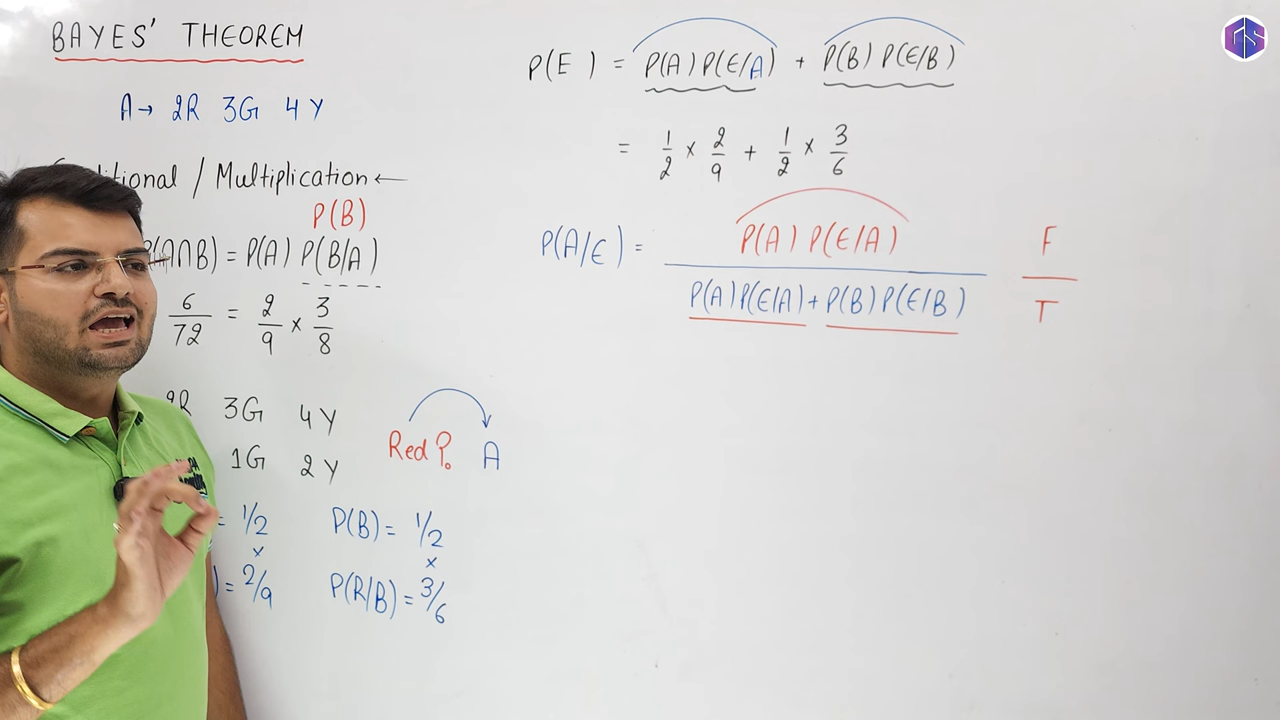 BAYES' THEOREM
A→ 2R 3G 4Y
/ Multiplication ←
P(B)
P(A∩B) = P(A) P(B/A)
6/72 = 2/9 × 3/8
2R 3G 4Y
1G 2Y
Red ? A
= 1/2 P(B) = 1/2
× ×
) = 2/9 P(R/B) = 3/6
P(E ) = P(A) P(E/A) + P(B) P(E/B)
= 1/2 × 2/9 + 1/2 × 3/6
P(A/E) = P(A) P(E/A) / P(A)P(E/A) + P(B)P(E/B)
F
T